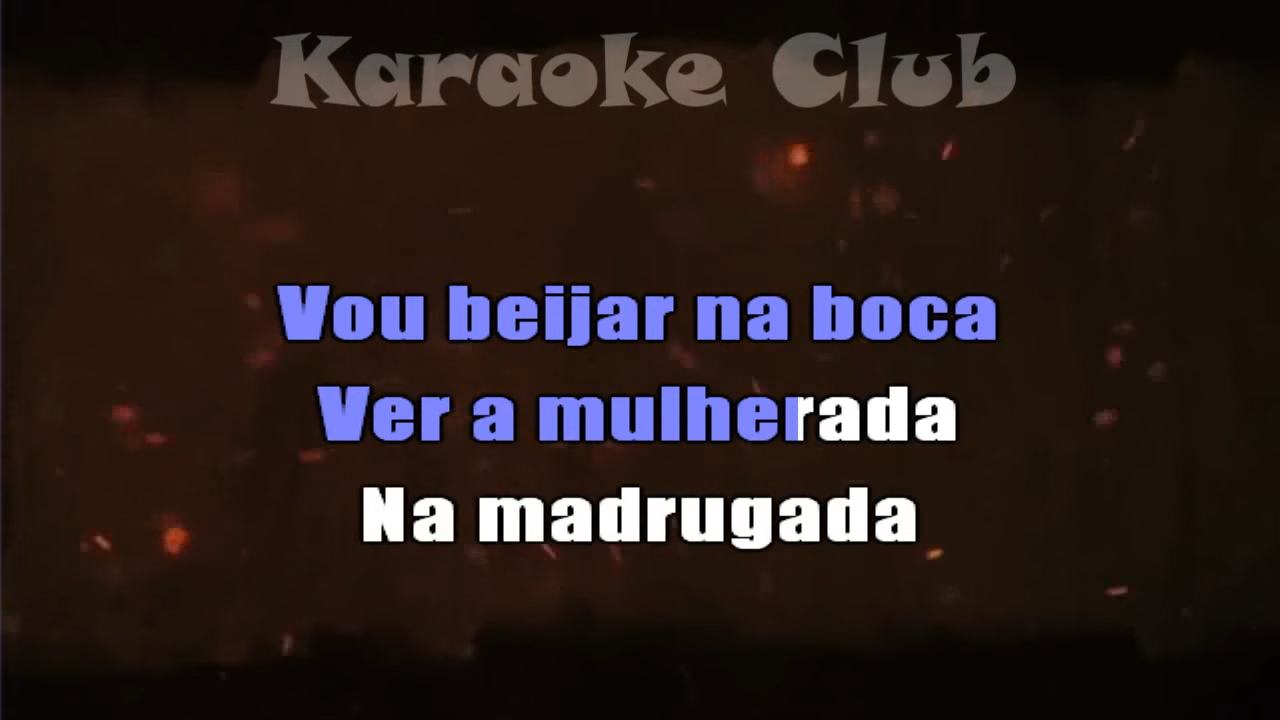 Karaoke Club
Vou beijar na boca
Ver a mulherada
Na madrugada